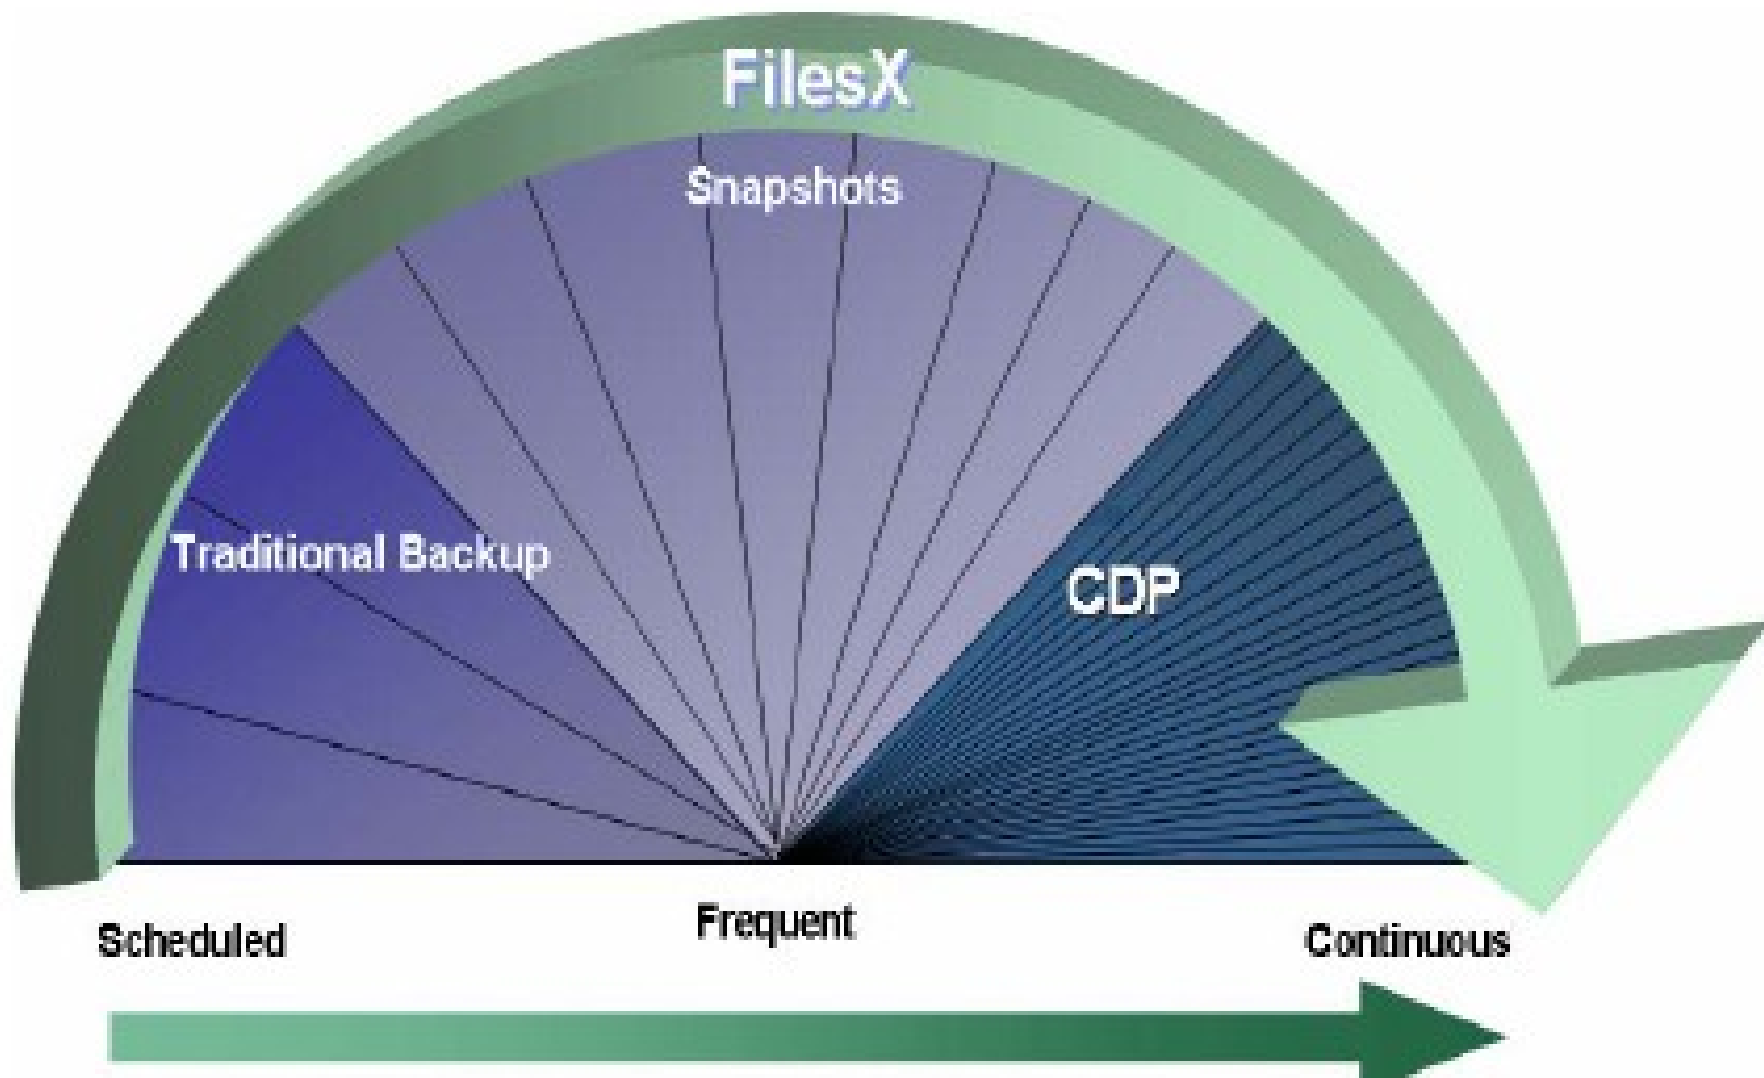 FilesX
Snapshots
Traditional Backup
CDP
Frequent
Scheduled
Continuous